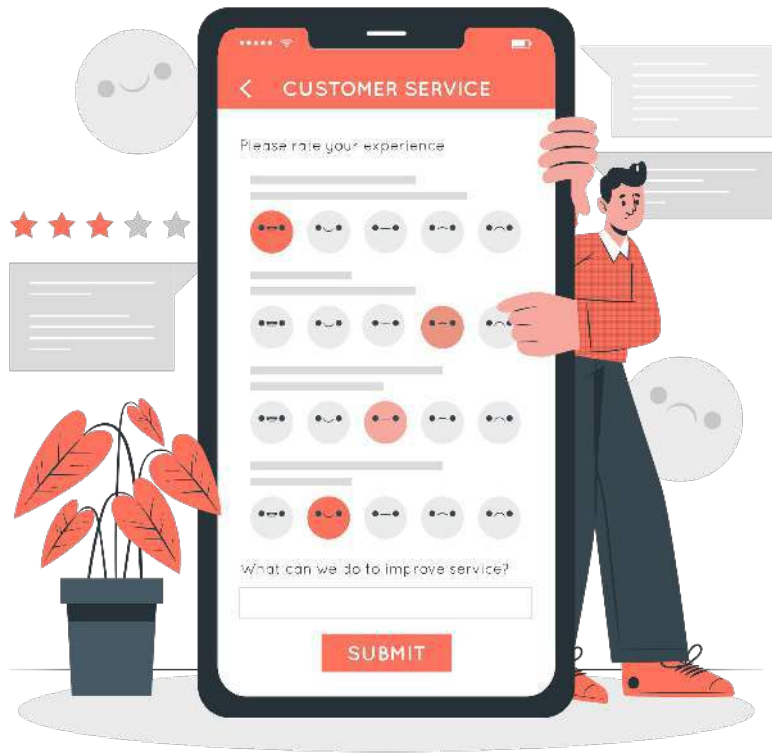 CUSTOMER SERVICE
Please rate your experience
What can we do to improve service?
SUBMIT